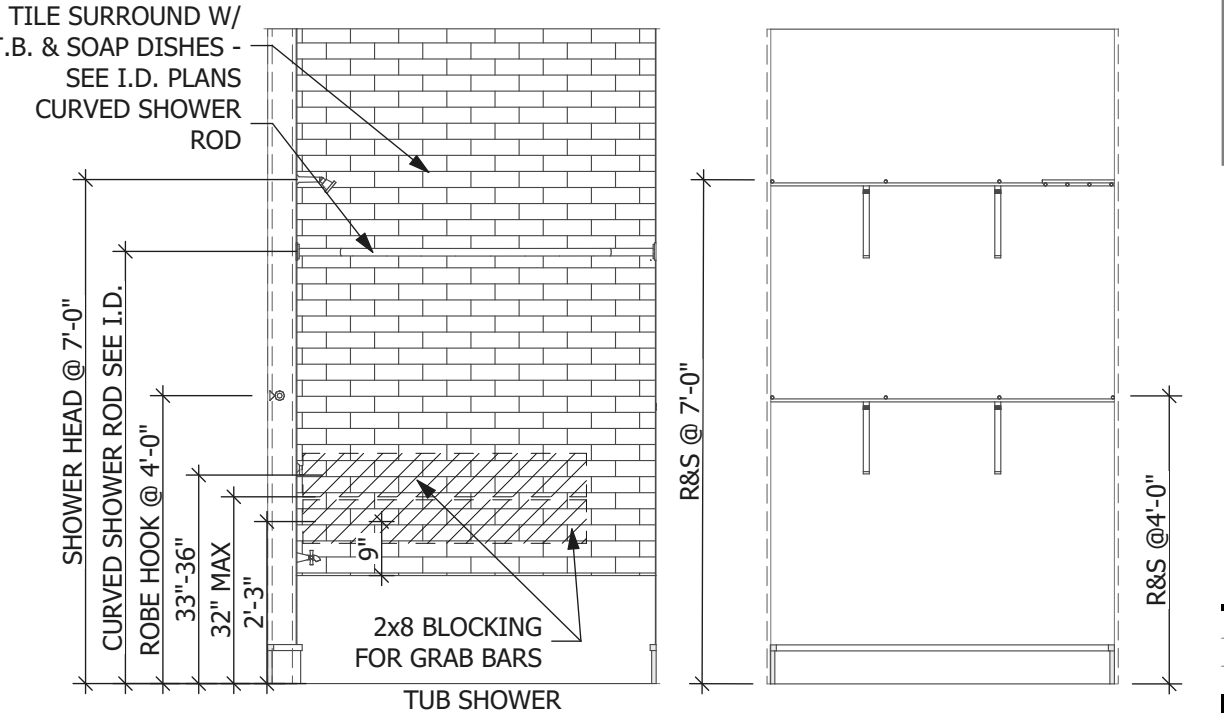 TILE SURROUND W/
T.B. & SOAP DISHES -
SEE I.D. PLANS
CURVED SHOWER
ROD
SHOWER HEAD @ 7'-0"
CURVED SHOWER ROD SEE I.D.
ROBE HOOK @ 4'-0"
33"-36"
32" MAX
2'-3"
9"
2x8 BLOCKING
FOR GRAB BARS
TUB SHOWER
R&S @ 7'-0"
R&S @4'-0"